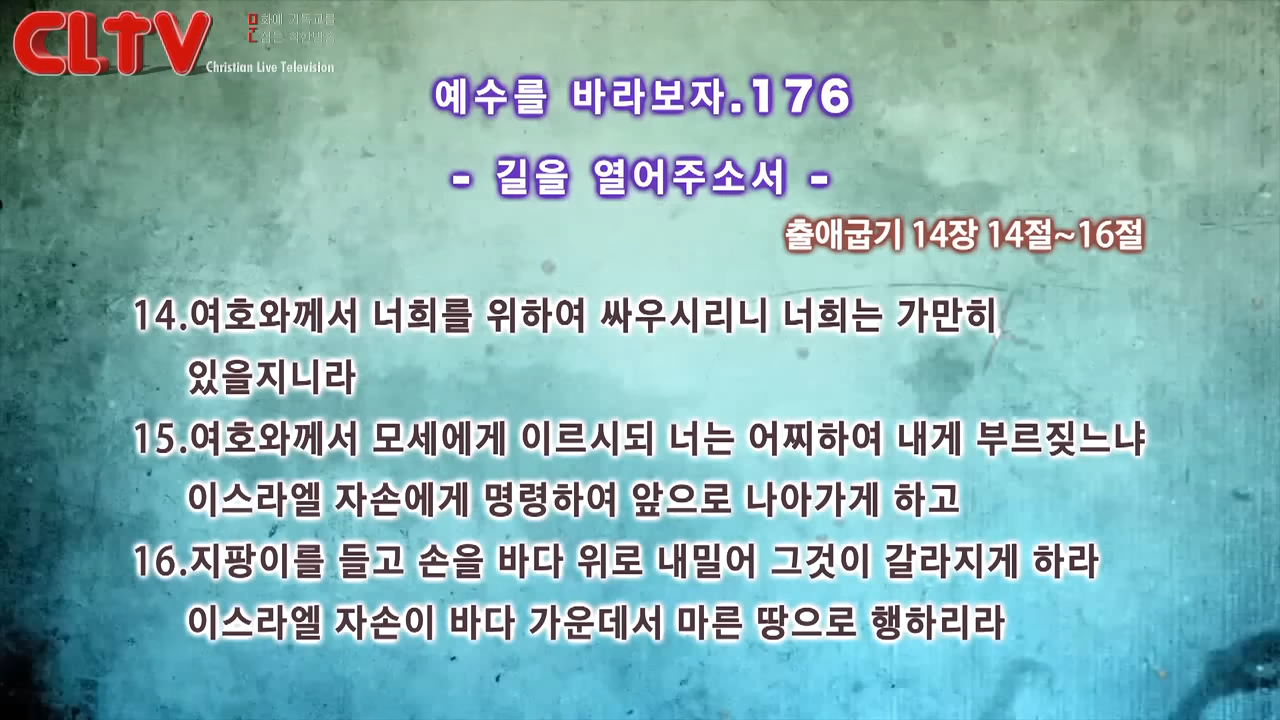 CLTV
Christian Live Television
예수를 바라보자.176
- 길을 열어주소서 -
출애굽기 14장 14절~16절
14.여호와께서 너희를 위하여 싸우시리니 너희는 가만히
있을지니라
15.여호와께서 모세에게 이르시되 너는 어찌하여 내게 부르짖느냐
이스라엘 자손에게 명령하여 앞으로 나아가게 하고
16.지팡이를 들고 손을 바다 위로 내밀어 그것이 갈라지게 하라
이스라엘 자손이 바다 가운데서 마른 땅으로 행하리라